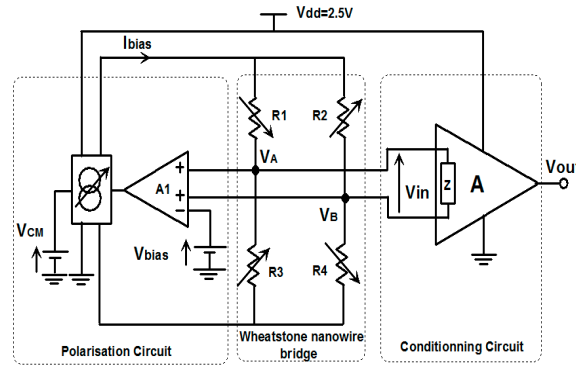 Vdd=2.5V
Ibias
R1
R2
VA
A1
+
+
−
Vin
Z
A
Vout
VB
VCM
Vbias
R3
R4
Wheatstone nanowire
bridge
Polarisation Circuit
Conditionning Circuit